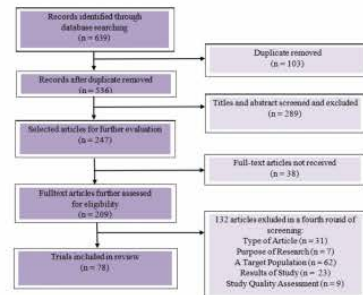 Records identified through
database searching
(n = 639)
Duplicate removed
(n = 103)
Records after duplicate removed
(n = 536)
Titles and abstract screened and excluded
(n = 289)
Selected articles for further evaluation
(n = 247)
Full-text articles not received
(n = 38)
Fulltext articles further assessed
for eligibility
(n = 209)
132 articles exluded in a fourth round of
screening:
Type of Article (n = 31)
Purpose of Research (n = 7)
A Target Population (n = 62)
Results of Study (n = 23)
Study Quality Assessment (n = 9)
Trials included in review
(n = 78)